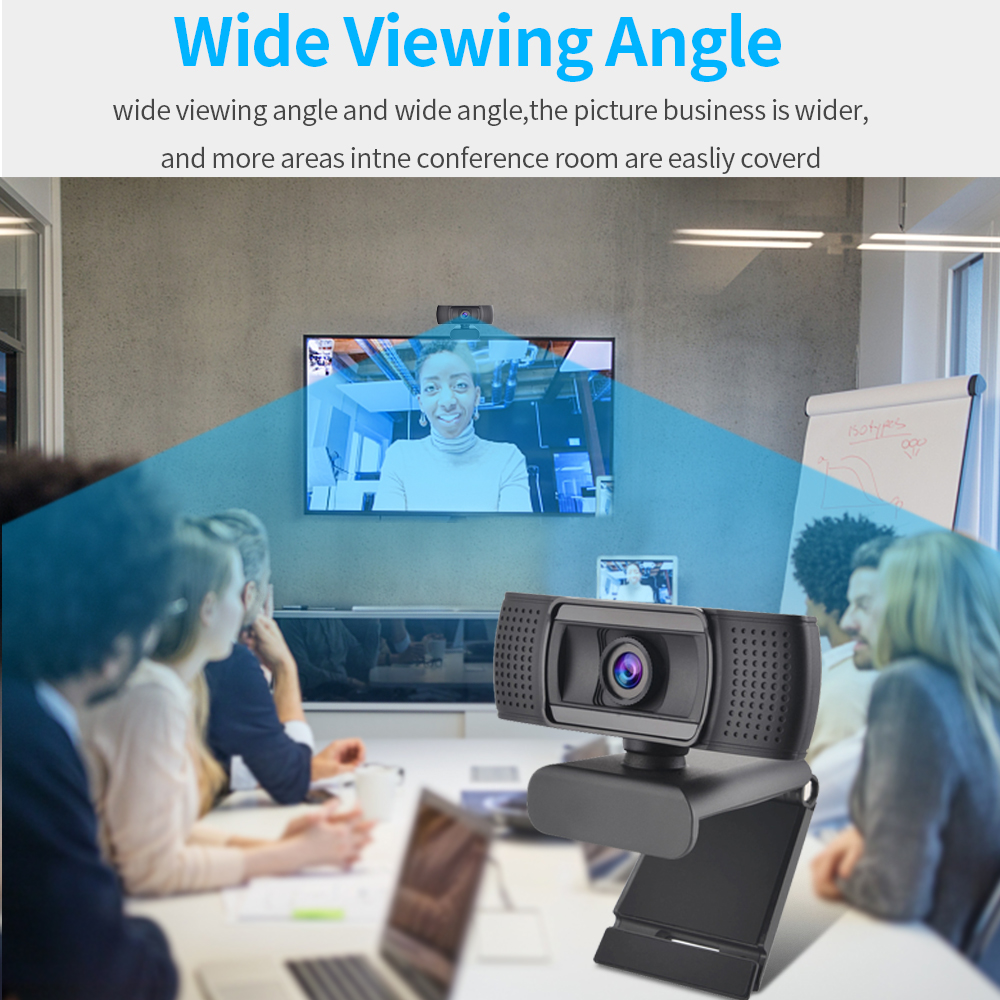 Wide Viewing Angle
wide viewing angle and wide angle,the picture business is wider,
and more areas intne conference room are easliy coverd
isotypes